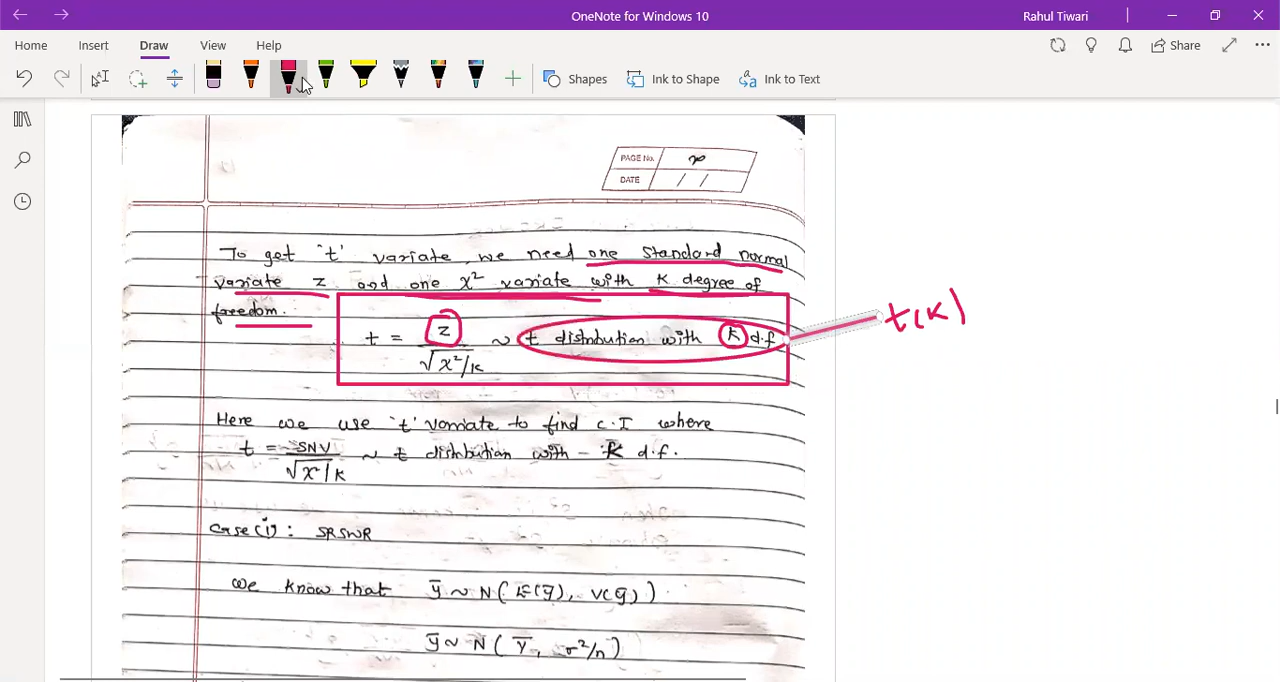 OneNote for Windows 10
Rahul Tiwari
Home Insert Draw View Help
Share
Shapes Ink to Shape Ink to Text
PAGE No.
DATE / /
To get 't' variate, we need one standard normal
variate z and one χ² variate with K degree of
freedom.
t = z / √χ²/K ~ t distribution with k d.f
t(K)
Here we use 't' variate to find C.I where
t = SNV / √χ²/K ~ t distribution with - K d.f.
case(i): SRSWR
we know that ȳ ~ N( E(ȳ), V(ȳ) )
ȳ ~ N( Ȳ, σ²/n)